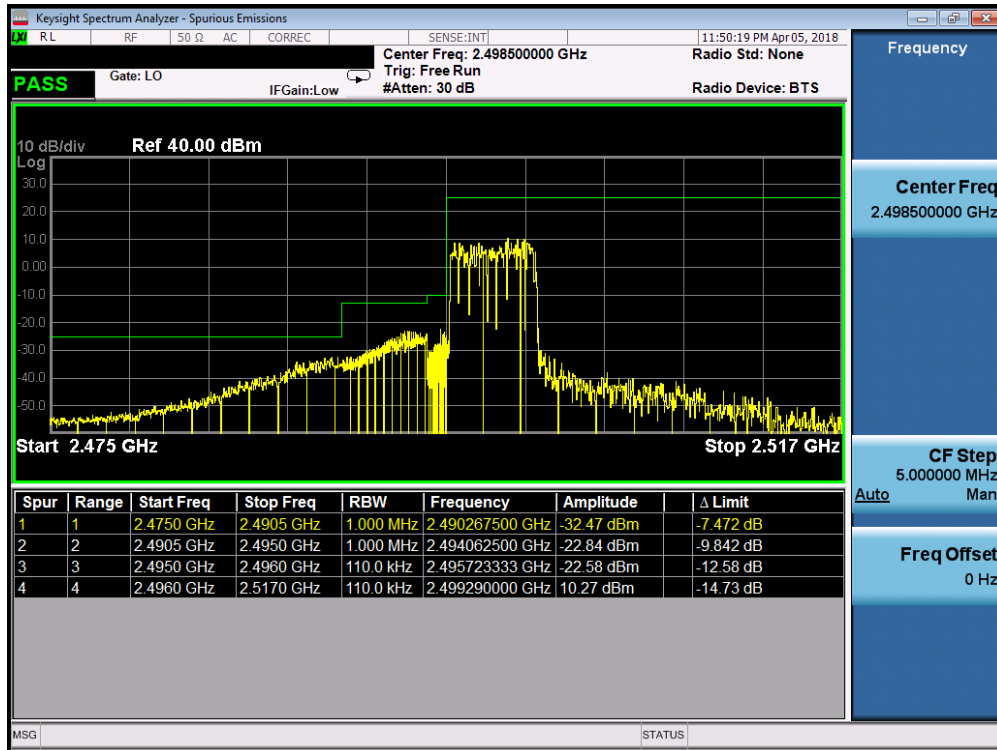 Keysight Spectrum Analyzer - Spurious Emissions
LXI RL RF 50 Ω AC CORREC SENSE:INT 11:50:19 PM Apr 05, 2018
Center Freq: 2.498500000 GHz Radio Std: None
Gate: LO Trig: Free Run
PASS IFGain:Low #Atten: 30 dB Radio Device: BTS
10 dB/div Ref 40.00 dBm
Log
30.0
20.0
10.0
0.00
-10.0
-20.0
-30.0
-40.0
-50.0
Start 2.475 GHz Stop 2.517 GHz
Spur Range Start Freq Stop Freq RBW Frequency Amplitude Δ Limit
1 1 2.4750 GHz 2.4905 GHz 1.000 MHz 2.490267500 GHz -32.47 dBm -7.472 dB
2 2 2.4905 GHz 2.4950 GHz 1.000 MHz 2.494062500 GHz -22.84 dBm -9.842 dB
3 3 2.4950 GHz 2.4960 GHz 110.0 kHz 2.495723333 GHz -22.58 dBm -12.58 dB
4 4 2.4960 GHz 2.5170 GHz 110.0 kHz 2.499290000 GHz 10.27 dBm -14.73 dB
Frequency
Center Freq
2.498500000 GHz
CF Step
5.000000 MHz
Auto Man
Freq Offset
0 Hz
MSG STATUS